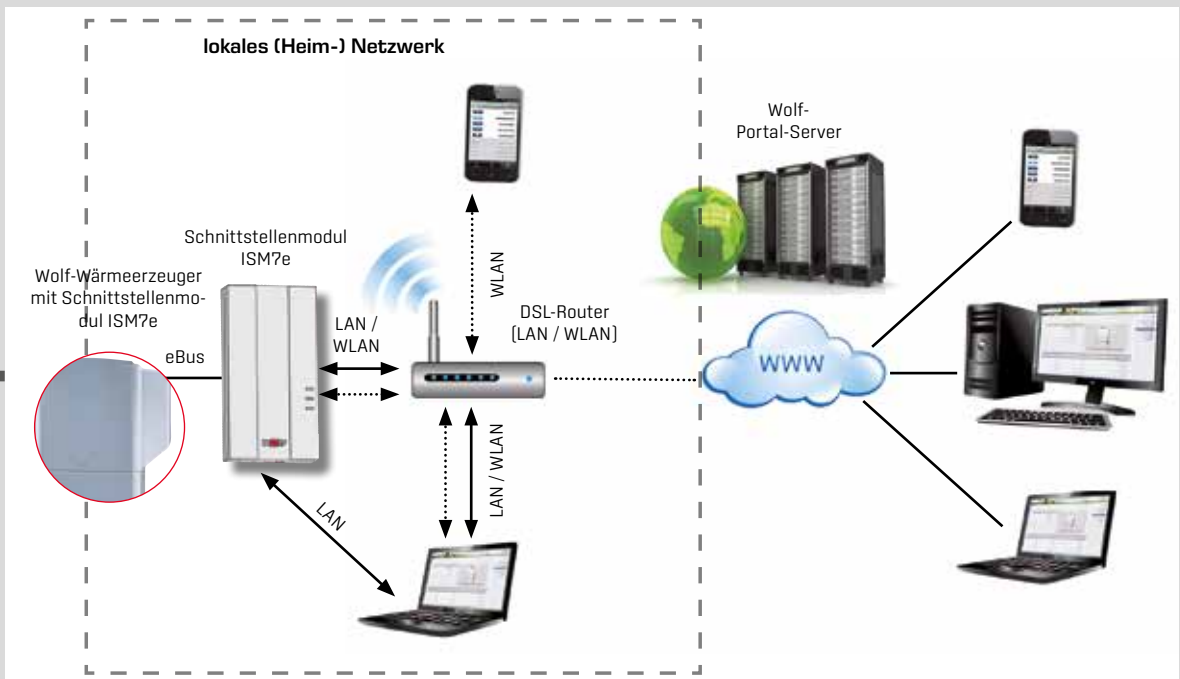 lokales (Heim-) Netzwerk
Wolf-
Portal-Server
Schnittstellenmodul
ISM7e
Wolf-Wärmeerzeuger
mit Schnittstellenmo-
dul ISM7e
eBus
LAN /
WLAN
WLAN
DSL-Router
(LAN / WLAN)
WWW
LAN / WLAN
LAN